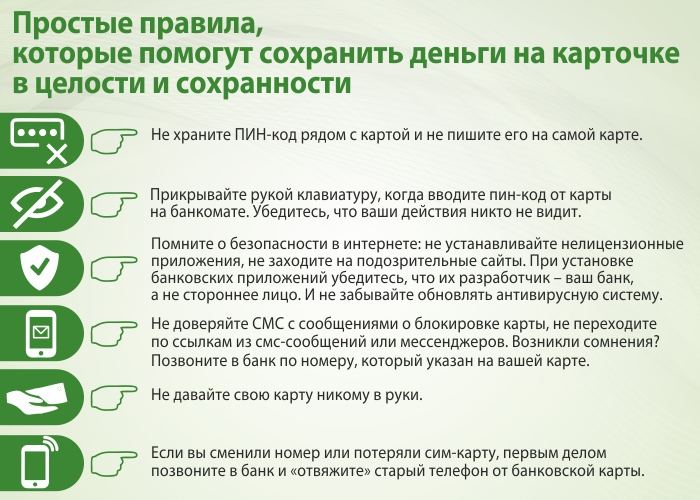 Простые правила,
которые помогут сохранить деньги на карточке
в целости и сохранности
Не храните ПИН-код рядом с картой и не пишите его на самой карте.
Прикрывайте рукой клавиатуру, когда вводите пин-код от карты
на банкомате. Убедитесь, что ваши действия никто не видит.
Помните о безопасности в интернете: не устанавливайте нелицензионные
приложения, не заходите на подозрительные сайты. При установке
банковских приложений убедитесь, что их разработчик – ваш банк,
а не стороннее лицо. И не забывайте обновлять антивирусную систему.
Не доверяйте СМС с сообщениями о блокировке карты, не переходите
по ссылкам из смс-сообщений или мессенджеров. Возникли сомнения?
Позвоните в банк по номеру, который указан на вашей карте.
Не давайте свою карту никому в руки.
Если вы сменили номер или потеряли сим-карту, первым делом
позвоните в банк и «отвяжите» старый телефон от банковской карты.